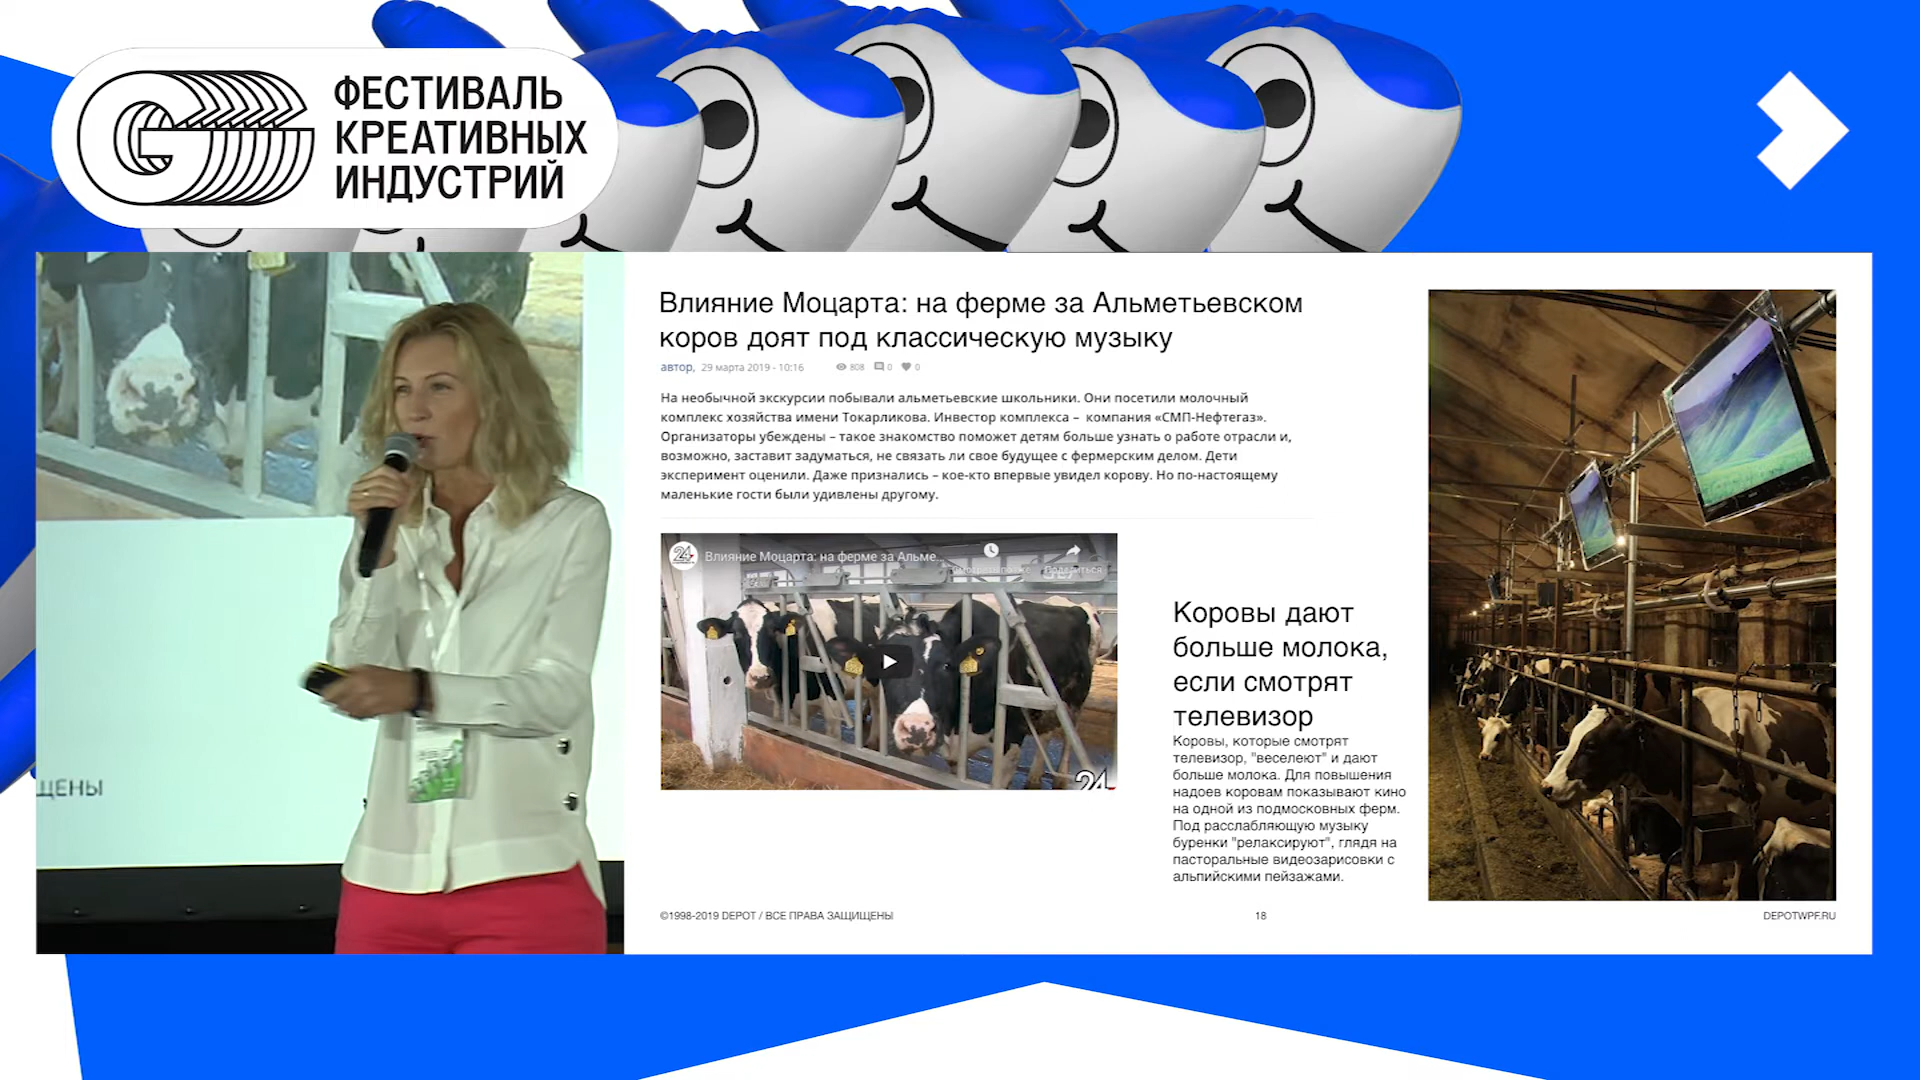 ФЕСТИВАЛЬ
КРЕАТИВНЫХ
ИНДУСТРИЙ
ЩЕНЫ
Влияние Моцарта: на ферме за Альметьевском
коров доят под классическую музыку
автор, 29 марта 2019 - 10:16 808 0 0
На необычной экскурсии побывали альметьевские школьники. Они посетили молочный
комплекс хозяйства имени Токарликова. Инвестор комплекса – компания «СМП-Нефтегаз».
Организаторы убеждены – такое знакомство поможет детям больше узнать о работе отрасли и,
возможно, заставит задуматься, не связать ли свое будущее с фермерским делом. Дети
эксперимент оценили. Даже признались – кое-кто впервые увидел корову. Но по-настоящему
маленькие гости были удивлены другому.
24 Влияние Моцарта: на ферме за Альме...
Смотреть позже Поделиться
24
Коровы дают
больше молока,
если смотрят
телевизор
Коровы, которые смотрят
телевизор, "веселеют" и дают
больше молока. Для повышения
надоев коровам показывают кино
на одной из подмосковных ферм.
Под расслабляющую музыку
буренки "релаксируют", глядя на
пасторальные видеозарисовки с
альпийскими пейзажами.
©1998-2019 DEPOT / ВСЕ ПРАВА ЗАЩИЩЕНЫ
18
DEPOTWPF.RU